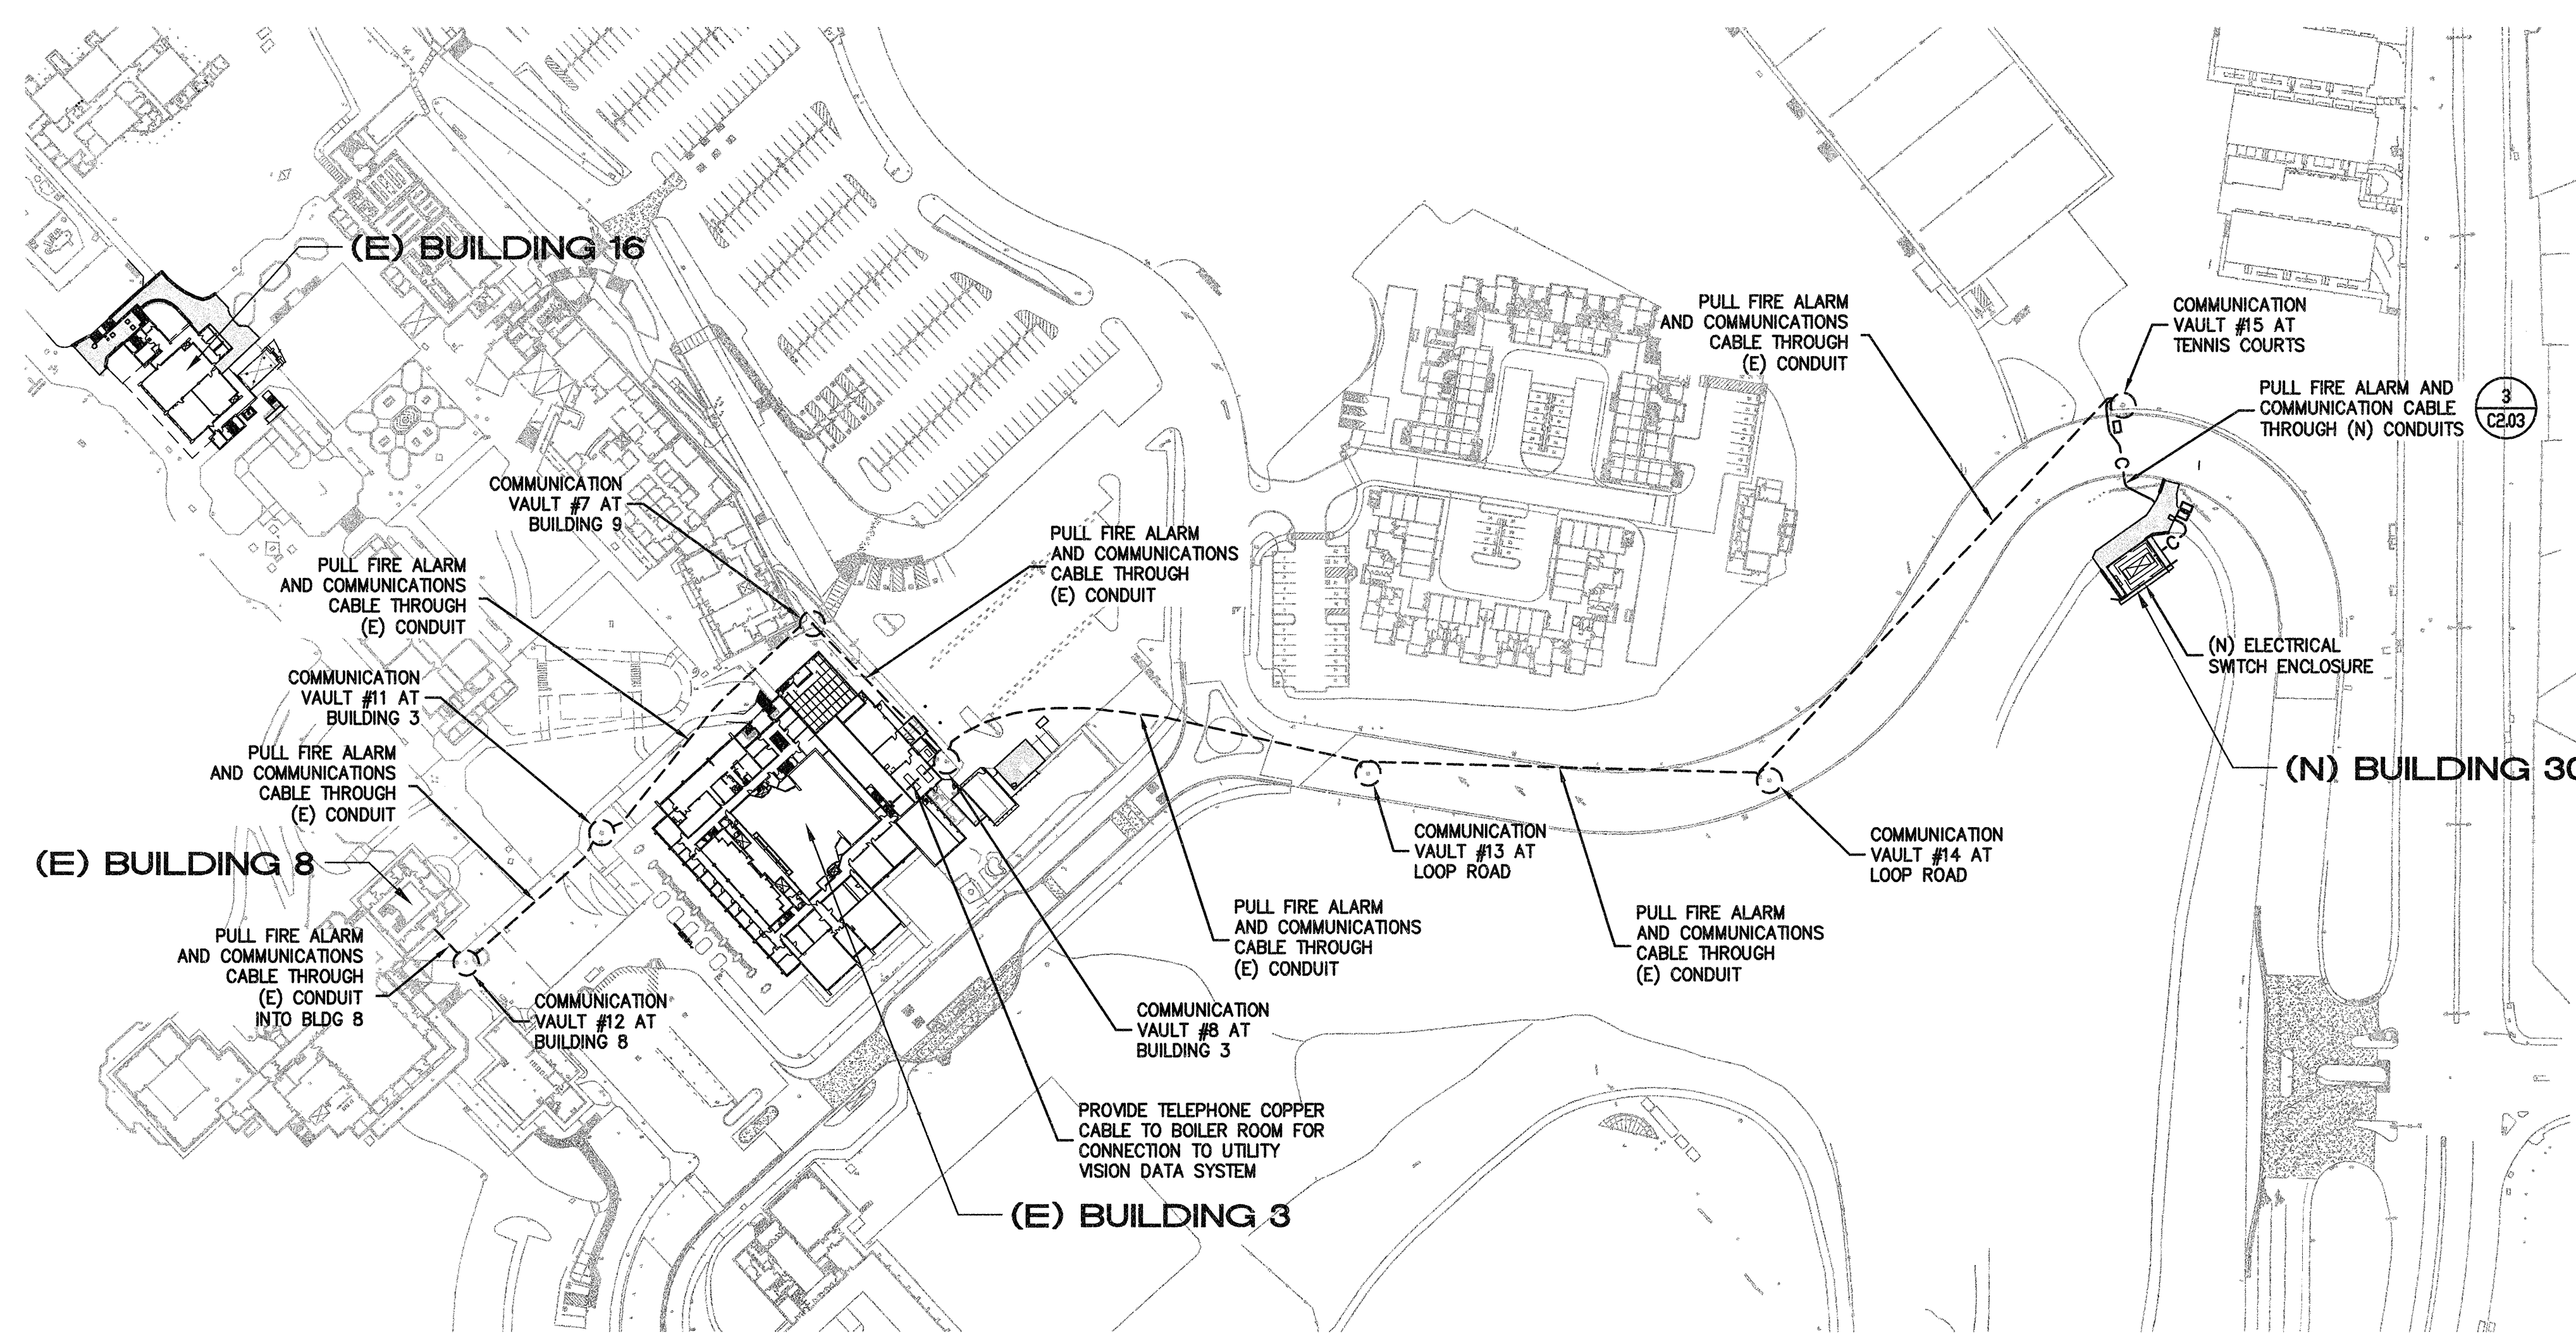 (E) BUILDING 16
PULL FIRE ALARM
AND COMMUNICATIONS
CABLE THROUGH
(E) CONDUIT
COMMUNICATION
VAULT #15 AT
TENNIS COURTS
PULL FIRE ALARM AND
COMMUNICATION CABLE
THROUGH (N) CONDUITS
3
C2.03
C
C
COMMUNICATION
VAULT #7 AT
BUILDING 9
PULL FIRE ALARM
AND COMMUNICATIONS
CABLE THROUGH
(E) CONDUIT
PULL FIRE ALARM
AND COMMUNICATIONS
CABLE THROUGH
(E) CONDUIT
(N) ELECTRICAL
SWITCH ENCLOSURE
COMMUNICATION
VAULT #11 AT
BUILDING 3
PULL FIRE ALARM
AND COMMUNICATIONS
CABLE THROUGH
(E) CONDUIT
(N) BUILDING 30
(E) BUILDING 8
COMMUNICATION
VAULT #13 AT
LOOP ROAD
COMMUNICATION
VAULT #14 AT
LOOP ROAD
PULL FIRE ALARM
AND COMMUNICATIONS
CABLE THROUGH
(E) CONDUIT
INTO BLDG 8
PULL FIRE ALARM
AND COMMUNICATIONS
CABLE THROUGH
(E) CONDUIT
PULL FIRE ALARM
AND COMMUNICATIONS
CABLE THROUGH
(E) CONDUIT
COMMUNICATION
VAULT #12 AT
BUILDING 8
COMMUNICATION
VAULT #8 AT
BUILDING 3
PROVIDE TELEPHONE COPPER
CABLE TO BOILER ROOM FOR
CONNECTION TO UTILITY
VISION DATA SYSTEM
(E) BUILDING 3